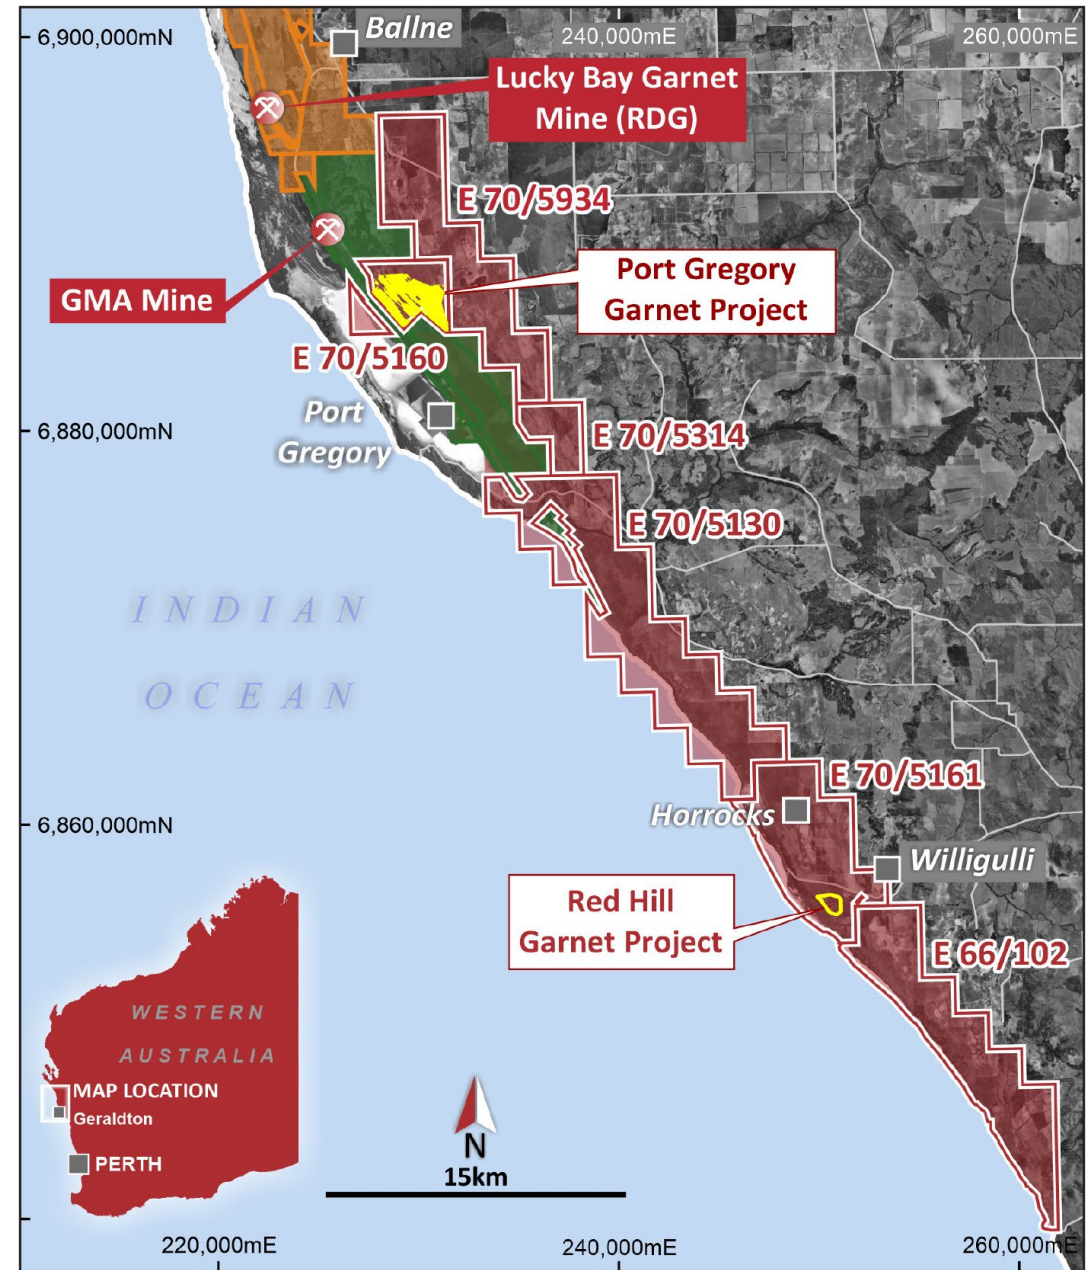 6,900,000mN
Ballne
240,000mE
260,000mE
Lucky Bay Garnet
Mine (RDG)
E 70/5934
Port Gregory
Garnet Project
GMA Mine
E 70/5160
Port
Gregory
6,880,000mN
E 70/5314
E 70/5130
INDIAN
OCEAN
E 70/5161
Horrocks
6,860,000mN
Willigulli
Red Hill
Garnet Project
E 66/102
WESTERN
AUSTRALIA
MAP LOCATION
Geraldton
PERTH
N
15km
220,000mE
240,000mE
260,000mE